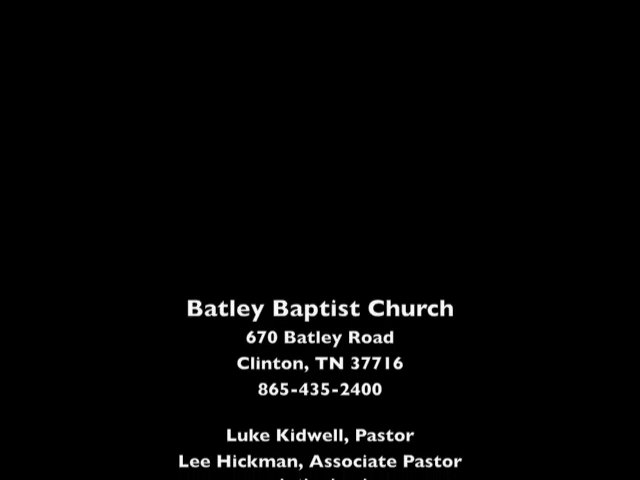 Batley Baptist Church
670 Batley Road
Clinton, TN 37716
865-435-2400
Luke Kidwell, Pastor
Lee Hickman, Associate Pastor